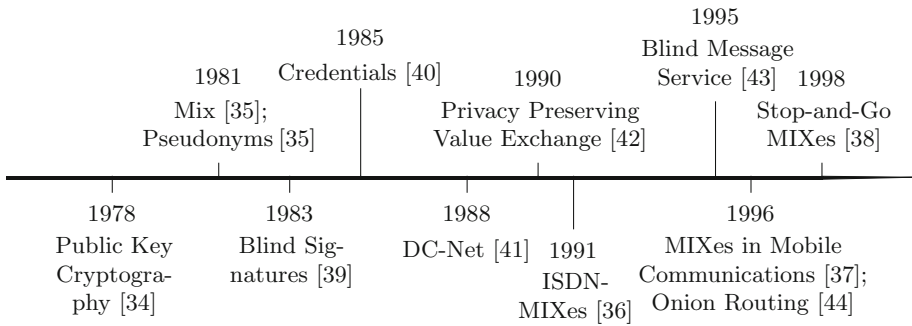 1981
Mix [35];
Pseudonyms [35]
1985
Credentials [40]
1990
Privacy Preserving
Value Exchange [42]
1995
Blind Message
Service [43]
1998
Stop-and-Go
MIXes [38]
1978
Public Key
Cryptogra-
phy [34]
1983
Blind Sig-
natures [39]
1988
DC-Net [41]
1991
ISDN-
MIXes [36]
1996
MIXes in Mobile
Communications [37];
Onion Routing [44]